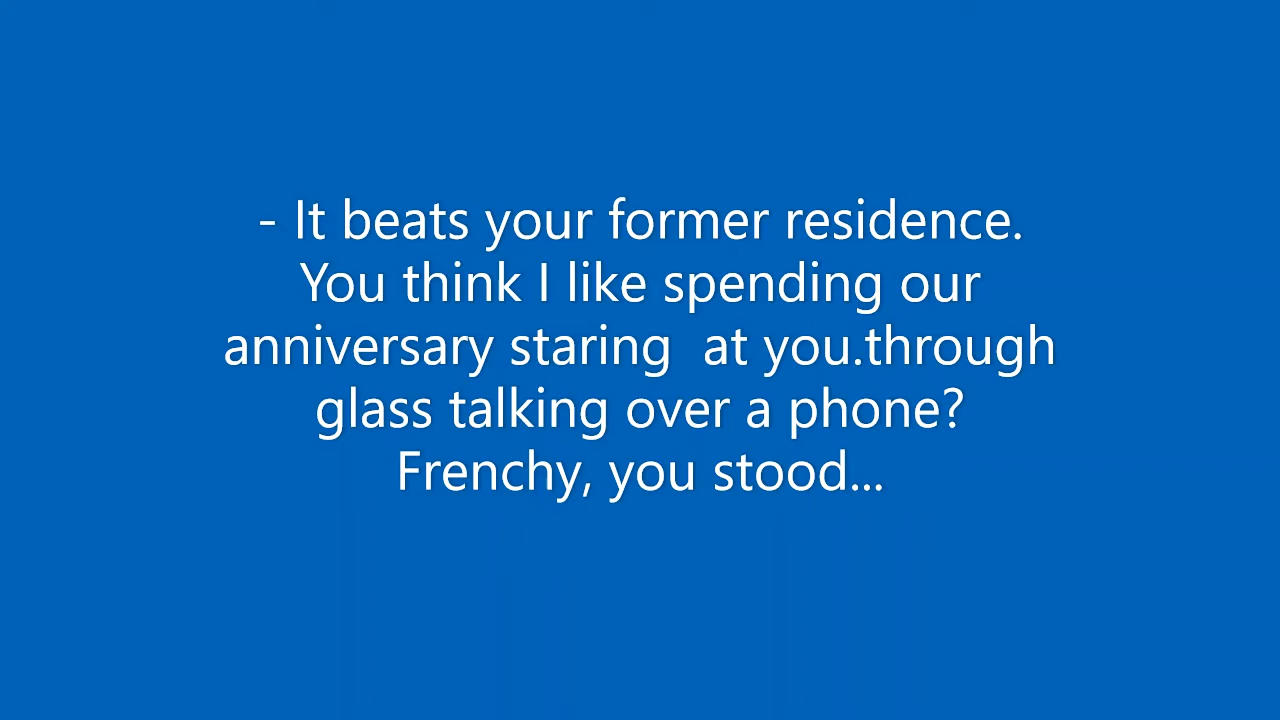 - It beats your former residence.
You think I like spending our
anniversary staring  at you.through
glass talking over a phone?
Frenchy, you stood...